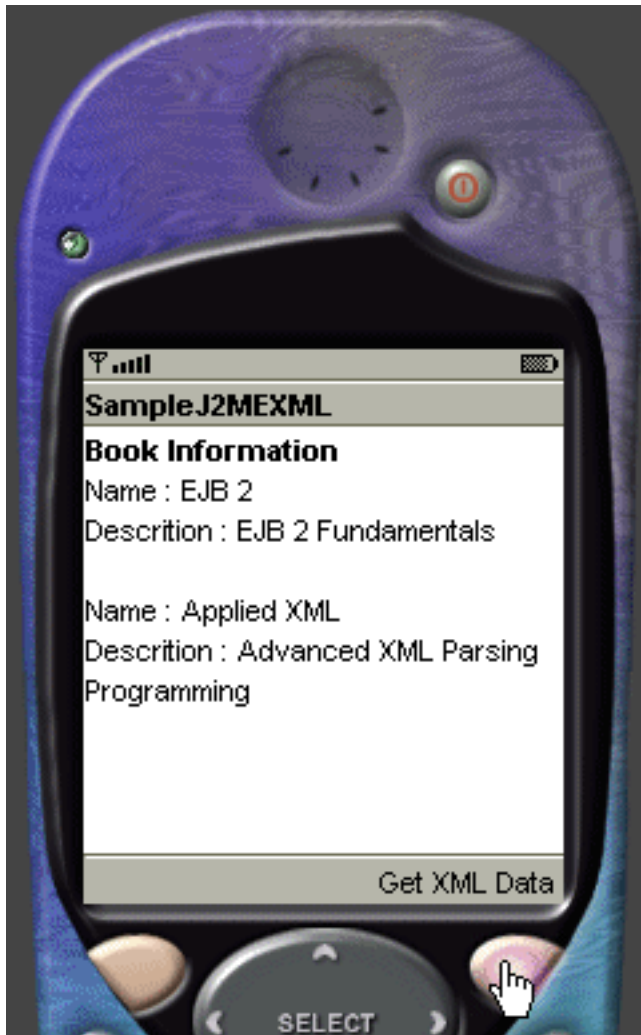 SampleJ2MEXML
Book Information
Name : EJB 2
Descrition : EJB 2 Fundamentals
Name : Applied XML
Descrition : Advanced XML Parsing
Programming
Get XML Data
SELECT